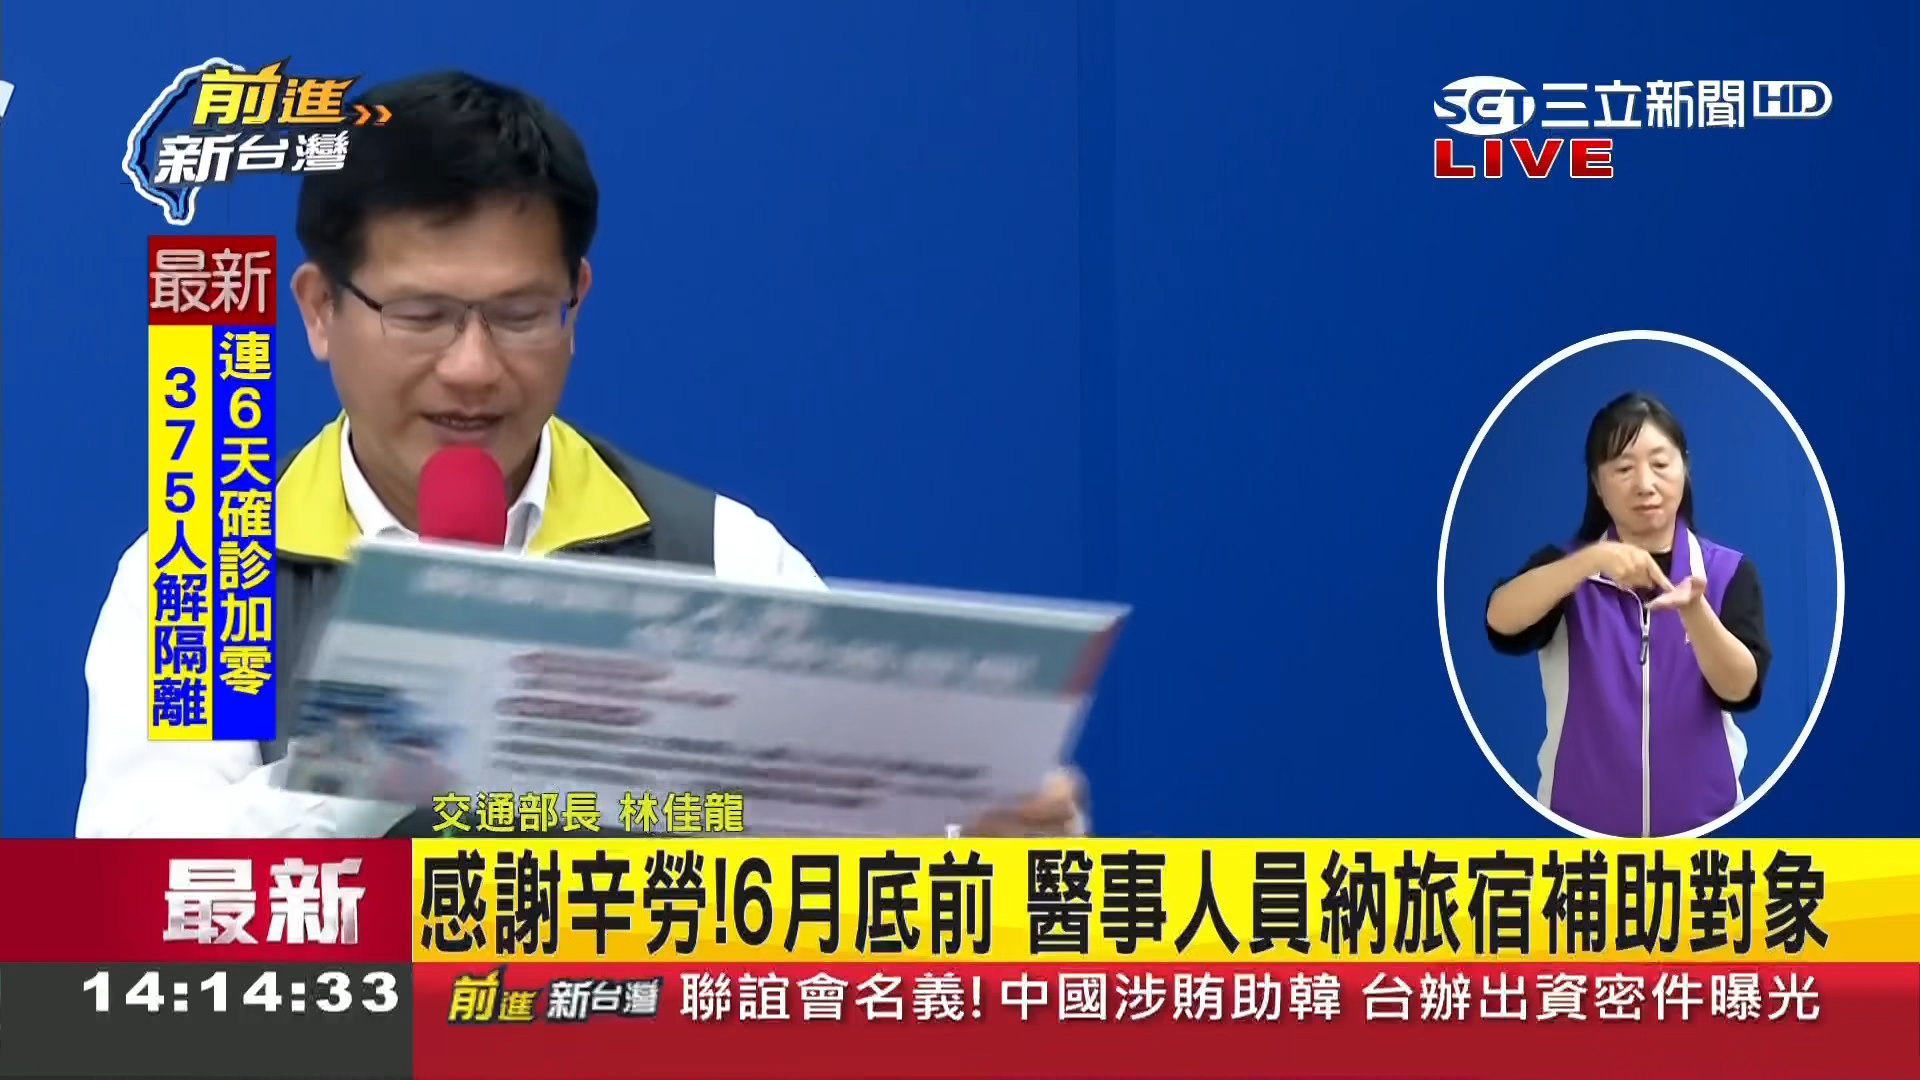 前進
新台灣
SET三立新聞HD
LIVE
最新
連6天確診加零
375人解隔離
交通部長 林佳龍
最新
感謝辛勞!6月底前 醫事人員納旅宿補助對象
14:14:33
前進新台灣 聯誼會名義!中國涉賄助韓 台辦出資密件曝光